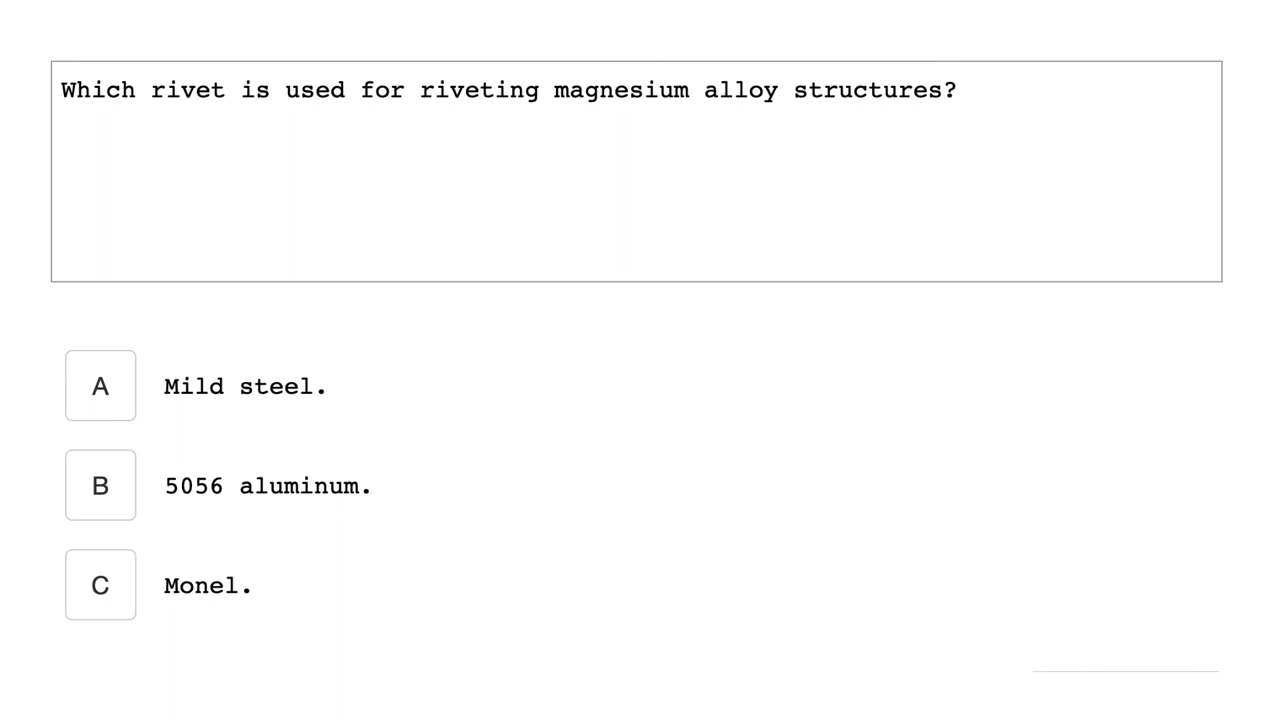 Which rivet is used for riveting magnesium alloy structures?
A Mild steel.
B 5056 aluminum.
C Monel.